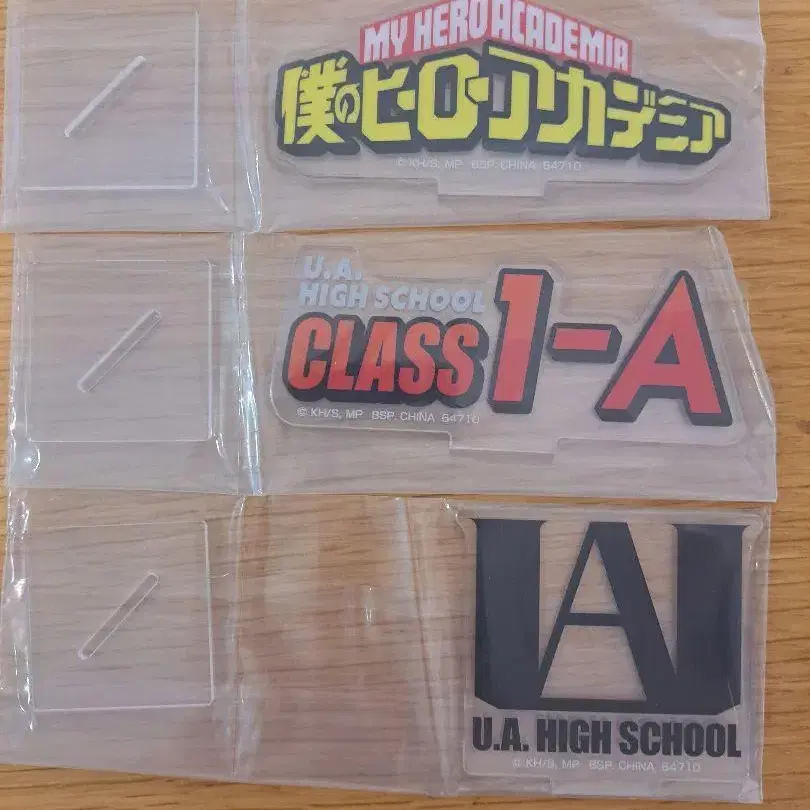 MY HERO ACADEMIA
僕のヒーローアカデミア
© KH/S, MP BSP. CHINA 64710
U.A.
HIGH SCHOOL
CLASS 1-A
© KH/S, MP BSP. CHINA 64710
UA
U.A. HIGH SCHOOL
© KH/S, MP BSP. CHINA 64710